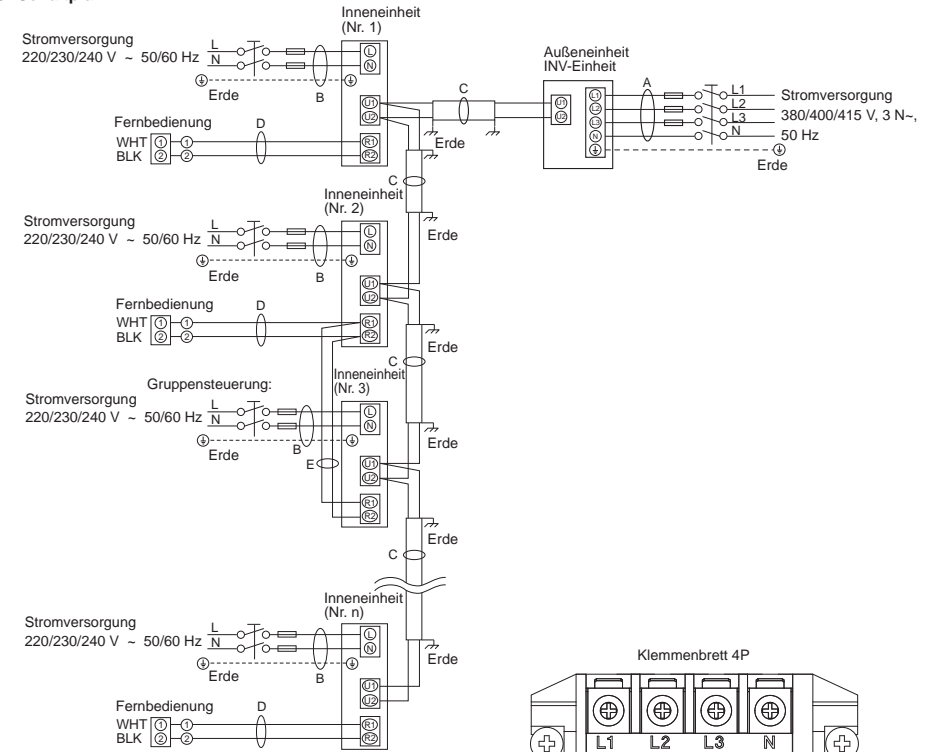 Inneneinheit
(Nr. 1)
Stromversorgung
220/230/240 V ~ 50/60 Hz
L
N
Erde
B
L
N
U1
U2
Fernbedienung
WHT 1 1
BLK 2 2
D
R1
R2
C
Erde
Außeneinheit
INV-Einheit
U1
U2
L1
L2
L3
N
A
L1
L2
L3
N
Stromversorgung
380/400/415 V, 3 N~,
50 Hz
Erde
C
Inneneinheit
(Nr. 2)
Stromversorgung
220/230/240 V ~ 50/60 Hz
L
N
Erde
B
L
N
Erde
U1
U2
Fernbedienung
WHT 1 1
BLK 2 2
D
R1
R2
Erde
C
Gruppensteuerung:
Inneneinheit
(Nr. 3)
Stromversorgung
220/230/240 V ~ 50/60 Hz
L
N
Erde
B
E
L
N
U1
U2
R1
R2
Erde
Erde
C
Inneneinheit
(Nr. n)
Stromversorgung
220/230/240 V ~ 50/60 Hz
L
N
Erde
B
L
N
U1
U2
Erde
Fernbedienung
WHT 1 1
BLK 2 2
D
R1
R2
Klemmenbrett 4P
L1 L2 L3 N